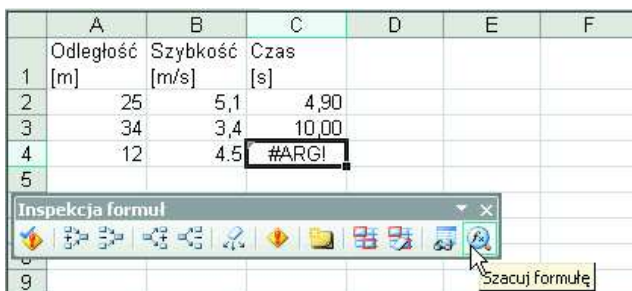 A B C D E F
Odległość Szybkość Czas
1 [m] [m/s] [s]
2 25 5,1 4,90
3 34 3,4 10,00
4 12 4.5 #ARG!
5
Inspekcja formuł
Szacuj formułę
9